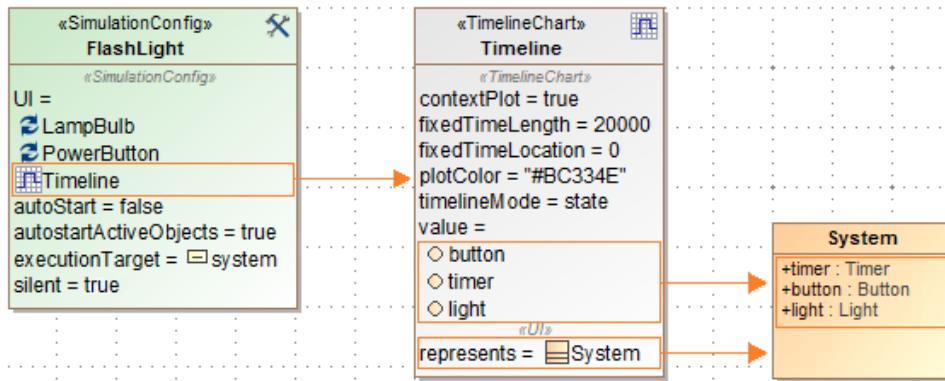 «SimulationConfig»
FlashLight
«SimulationConfig»
UI =
LampBulb
PowerButton
Timeline
autoStart = false
autostartActiveObjects = true
executionTarget = system
silent = true
«TimelineChart»
Timeline
«TimelineChart»
contextPlot = true
fixedTimeLength = 20000
fixedTimeLocation = 0
plotColor = "#BC334E"
timelineMode = state
value =
button
timer
light
«UI»
represents = System
System
+timer : Timer
+button : Button
+light : Light